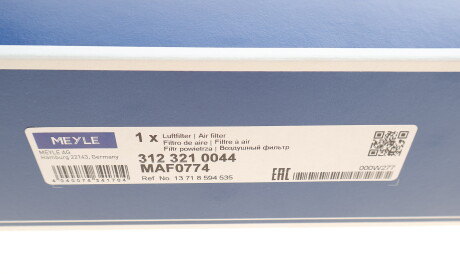 MEYLE
MEYLE AG
Hamburg 22143, Germany
1 x Luftfilter | Air filter
Filtro de aire | Filtre à air
Filtr powietrza | Воздушный фильтр
312 321 0044
MAF0774
Ref. No. 13 71 8 594 535
EAC
000W277